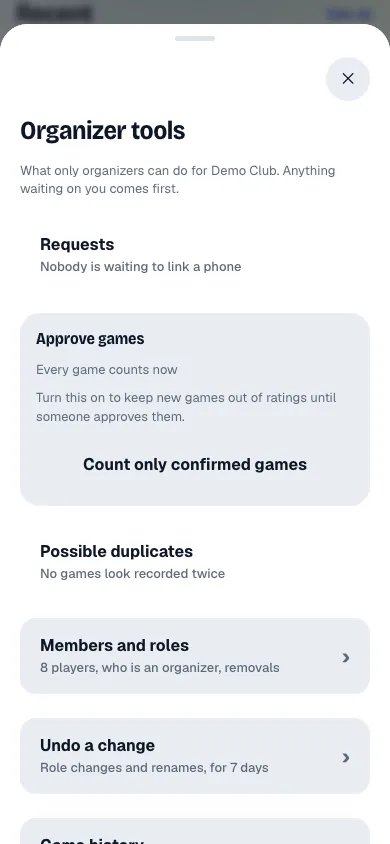 Recent
Organizer tools
What only organizers can do for Demo Club. Anything
waiting on you comes first.
Requests
Nobody is waiting to link a phone
Approve games
Every game counts now
Turn this on to keep new games out of ratings until
someone approves them.
Count only confirmed games
Possible duplicates
No games look recorded twice
Members and roles
8 players, who is an organizer, removals
Undo a change
Role changes and renames, for 7 days
Game history